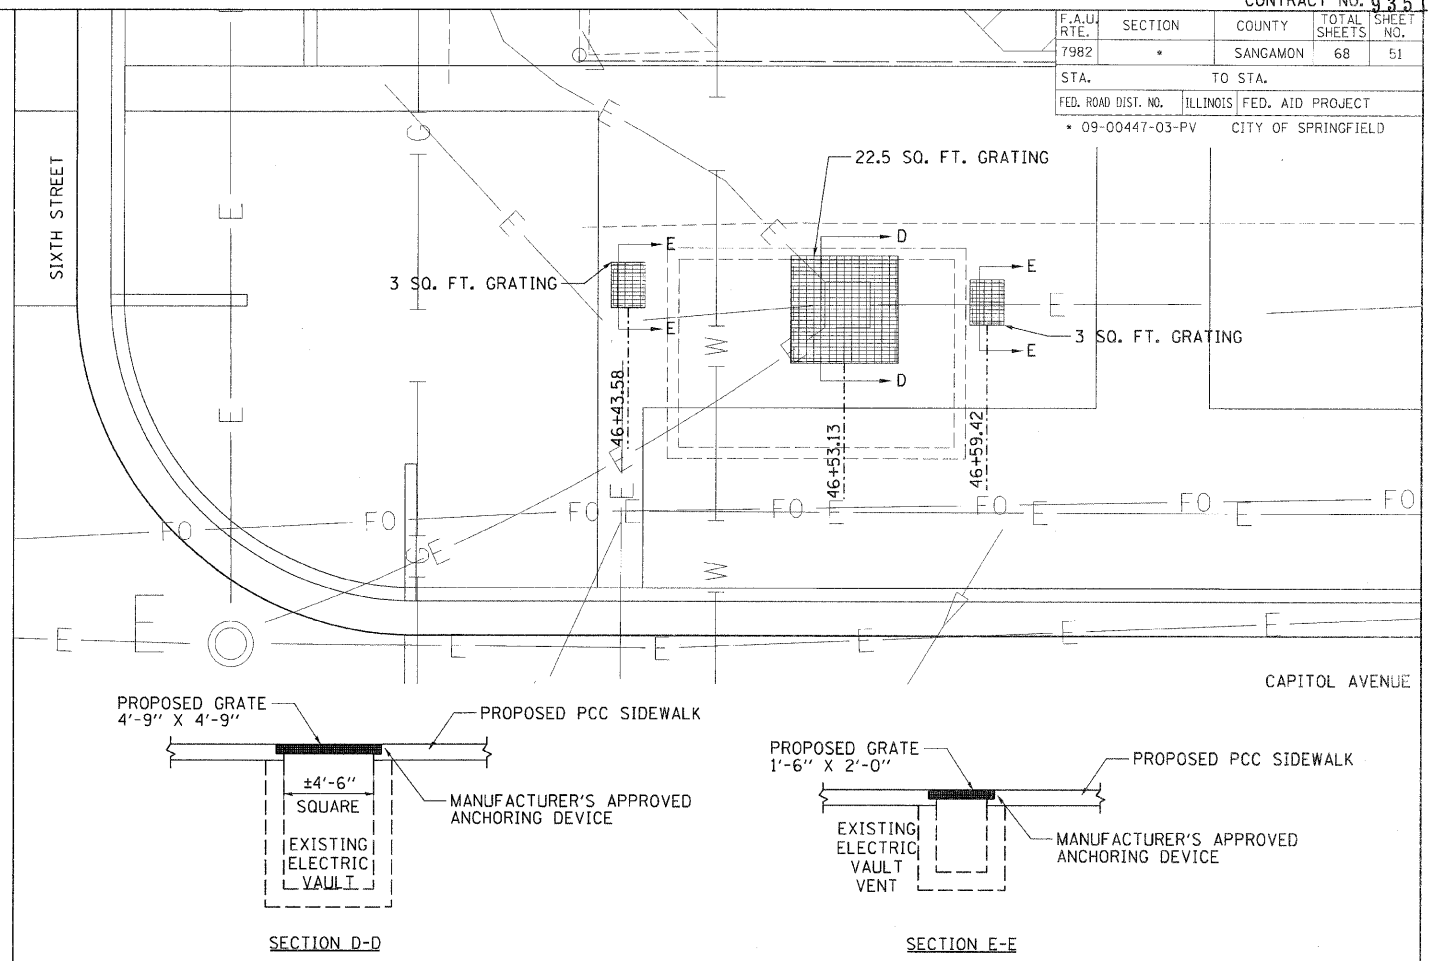 CONTRACT NO. 9351
F.A.U. RTE. SECTION COUNTY TOTAL SHEETS SHEET NO.
7982 * SANGAMON 68 51
STA. TO STA.
FED. ROAD DIST. NO. ILLINOIS FED. AID PROJECT
* 09-00447-03-PV CITY OF SPRINGFIELD
SIXTH STREET
22.5 SQ. FT. GRATING
3 SQ. FT. GRATING
3 SQ. FT. GRATING
D
D
E
E
E
E
E
E
E
E
E
E
E
E
E
G
G
W
W
46+43.58
46+53.13
46+59.42
FO FO FO FO FO FO FO
E E E E E
E E E E E E E
CAPITOL AVENUE
PROPOSED GRATE
4'-9" X 4'-9"
PROPOSED PCC SIDEWALK
±4'-6"
SQUARE
MANUFACTURER'S APPROVED
ANCHORING DEVICE
EXISTING
ELECTRIC
VAULT
SECTION D-D
PROPOSED GRATE
1'-6" X 2'-0"
PROPOSED PCC SIDEWALK
EXISTING
ELECTRIC
VAULT
VENT
MANUFACTURER'S APPROVED
ANCHORING DEVICE
SECTION E-E